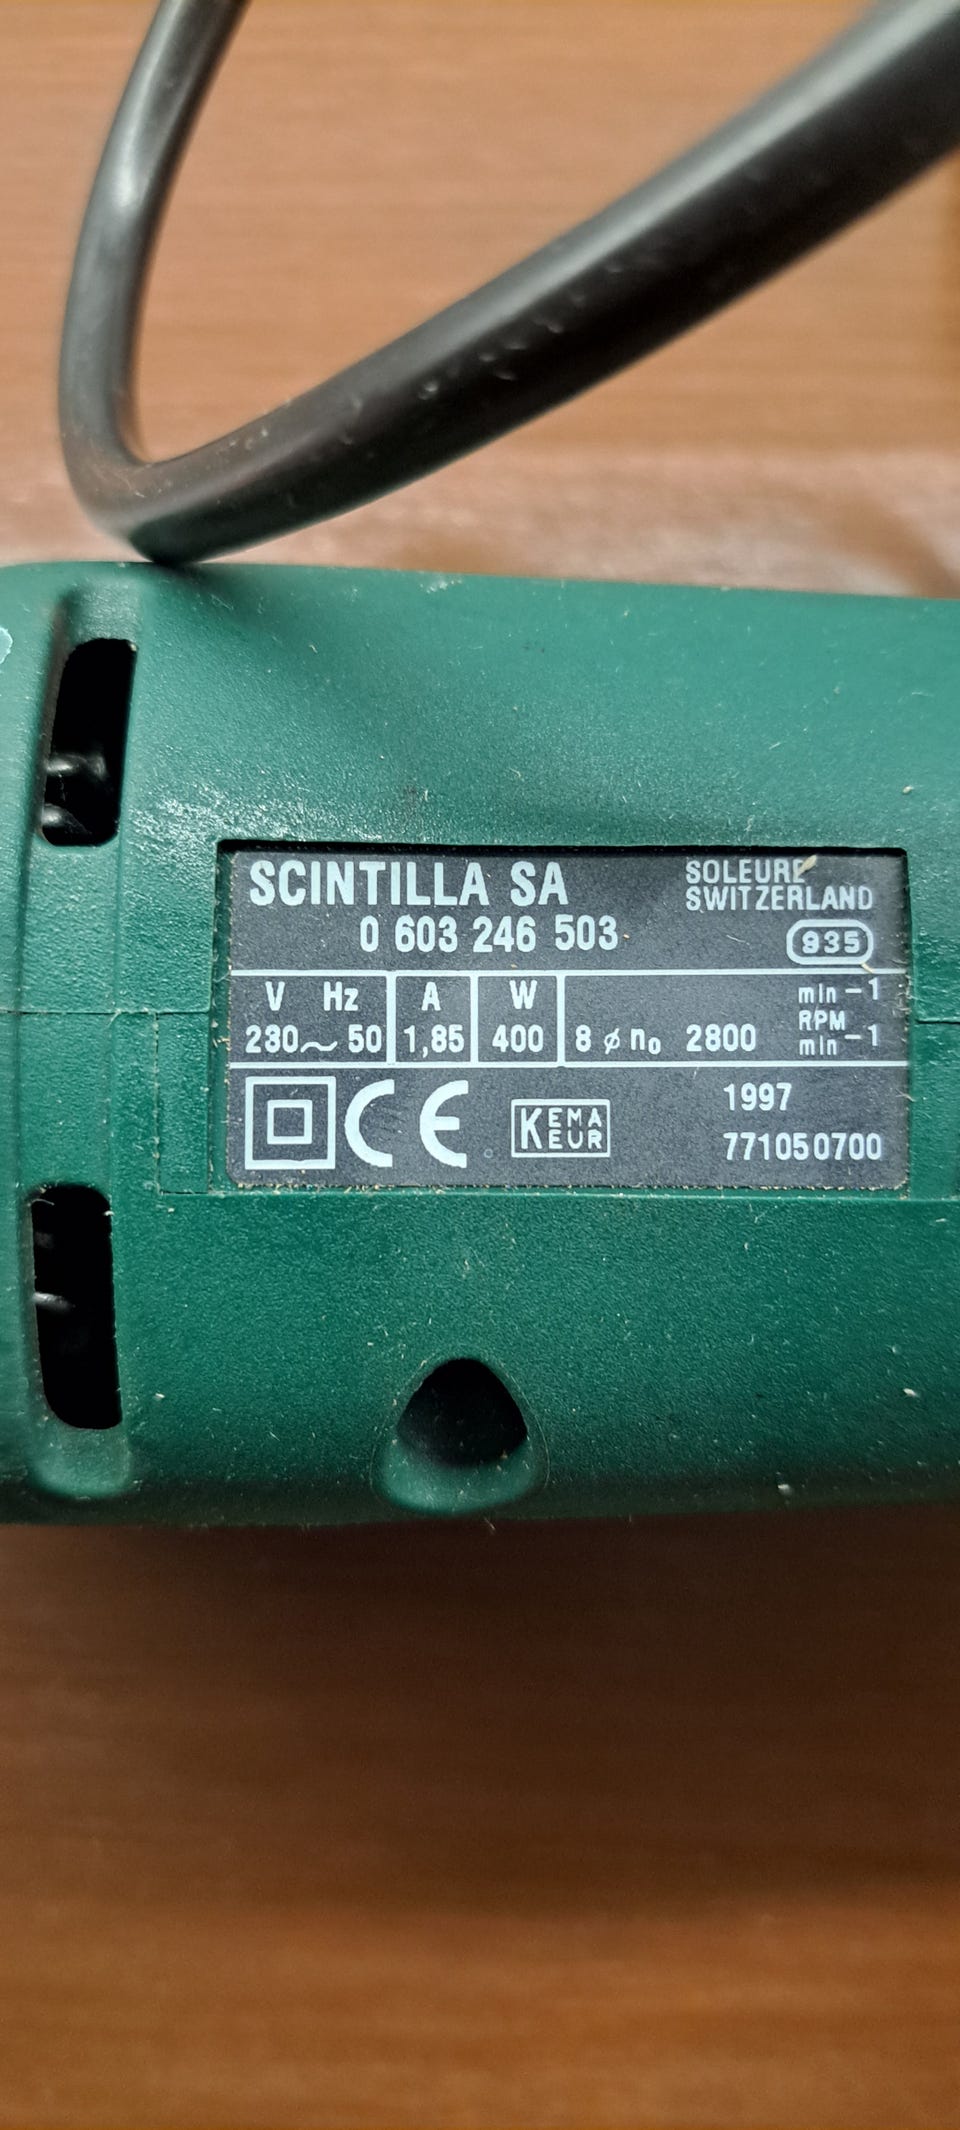 SCINTILLA SA
SOLEURE
SWITZERLAND
0 603 246 503
935
V Hz A W
230~ 50 1,85 400 8 ø n₀ 2800
min -1
RPM
min -1
CE
KEMA
EUR
1997
771050700